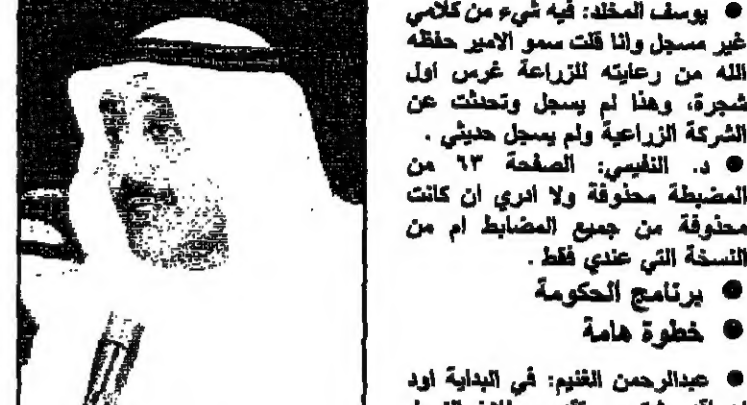 ● يوسف المخلد: فيه شيء من كلامي
غير مسجل وانا قلت سمو الامير حفظه
الله من رعايته للزراعة غرس اول
شجرة، وهذا لم يسجل وتحدثت عن
الشركة الزراعية ولم يسجل حديثي .
● د. النفيسي: الصفحة ٦٣ من
المضبطة محذوفة ولا ادري ان كانت
محذوفة من جميع المضابط ام من
النسخة التي عندي فقط .
● برنامج الحكومة
● خطوة هامة
● عبدالرحمن الغنيم: في البداية اود